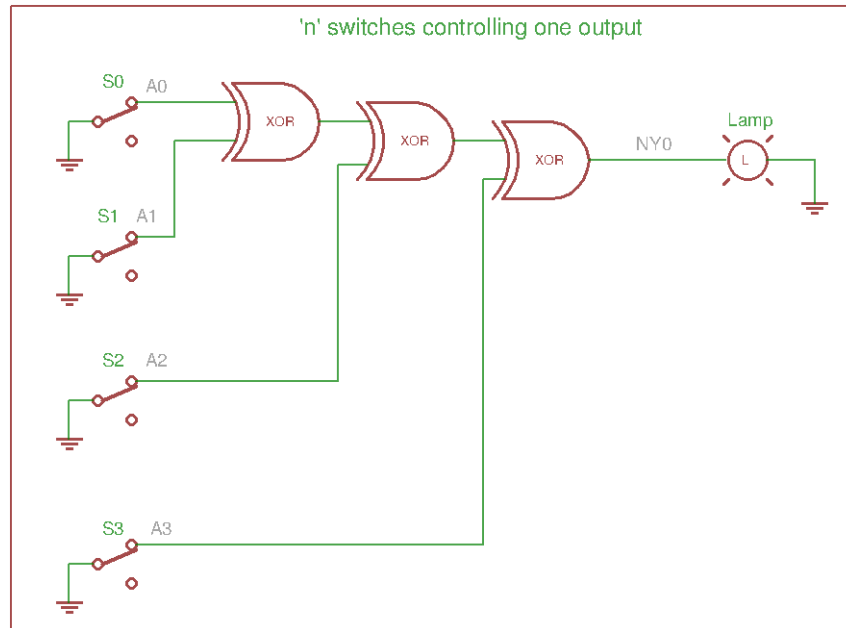 'n' switches controlling one output
S0 A0
XOR
XOR
Lamp
XOR
NY0
L
S1 A1
S2 A2
S3 A3